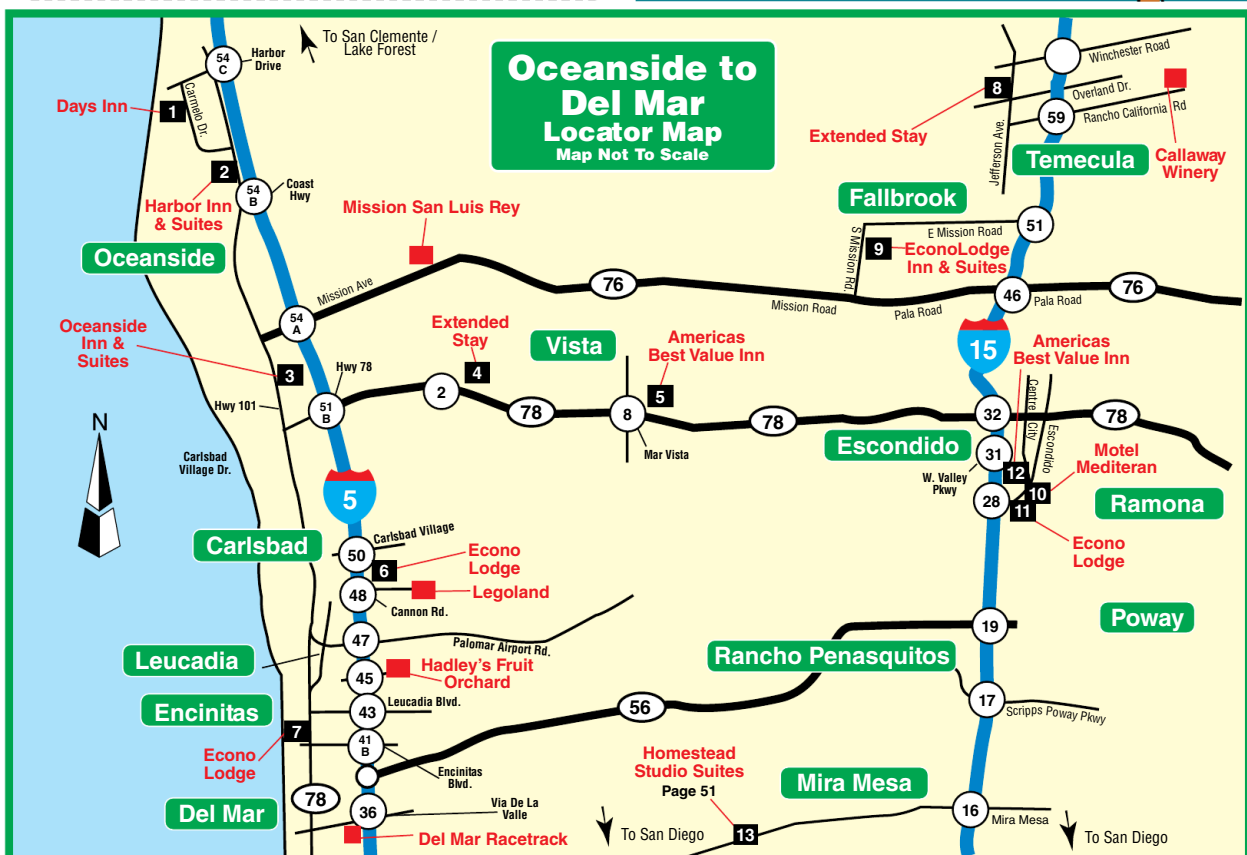 To San Clemente /
Lake Forest
Oceanside to
Del Mar
Locator Map
Map Not To Scale
54
C
Harbor
Drive
Carmelo Dr.
Days Inn
1
2
Harbor Inn
& Suites
54
B
Coast
Hwy
Oceanside
Mission San Luis Rey
Mission Ave
54
A
Oceanside
Inn &
Suites
3
Hwy 101
Hwy 78
51
B
Carlsbad
Village Dr.
N
Extended
Stay
4
2
78
Vista
8
Mar Vista
Americas
Best Value Inn
5
78
76
Mission Road
Pala Road
Winchester Road
8
Extended Stay
Jefferson Ave.
Overland Dr.
59
Rancho California Rd
Temecula
Callaway
Winery
Fallbrook
51
E Mission Road
S Mission Rd.
9
EconoLodge
Inn & Suites
46
Pala Road
76
15
Americas
Best Value Inn
Centre City
Escondido
32
78
Escondido
31
W. Valley
Pkwy
12
28
10
11
Motel
Mediteran
Ramona
Econo
Lodge
5
Carlsbad
50
Carlsbad Village
6
Econo
Lodge
48
Legoland
Cannon Rd.
47
Palomar Airport Rd.
Leucadia
45
Hadley's Fruit
Orchard
Encinitas
43
Leucadia Blvd.
7
Econo
Lodge
41
B
Encinitas
Blvd.
56
Poway
19
Rancho Penasquitos
17
Scripps Poway Pkwy
Del Mar
78
36
Via De La
Valle
Del Mar Racetrack
Homestead
Studio Suites
Page 51
13
To San Diego
Mira Mesa
16
Mira Mesa
To San Diego